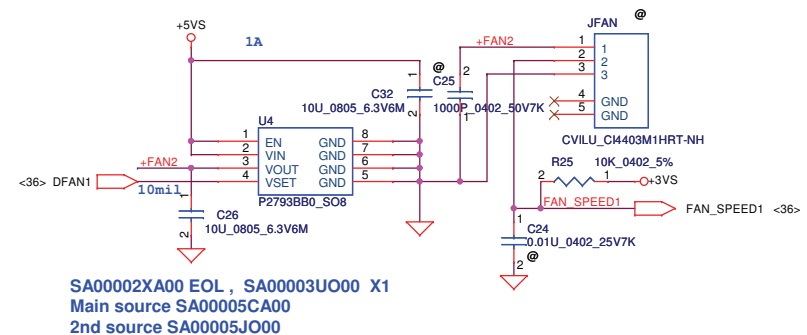 +5VS
1A
@
JFAN
+FAN2
1
2
3
1
2
3
4
5
GND
GND
CVILU_CI4403M1HRT-NH
C32
10U_0805_6.3V6M
1
2
@
C25
1000P_0402_50V7K
2
1
U4
1
2
3
4
EN
VIN
VOUT
VSET
GND
GND
GND
GND
8
7
6
5
P2793BB0_SO8
+FAN2
<36> DFAN1
10mil
1
2
C26
10U_0805_6.3V6M
R25
10K_0402_5%
2
1
+3VS
FAN_SPEED1
FAN_SPEED1 <36>
1
C24
0.01U_0402_25V7K
2
@
SA00002XA00 EOL , SA00003UO00 X1
Main source SA00005CA00
2nd source SA00005JO00